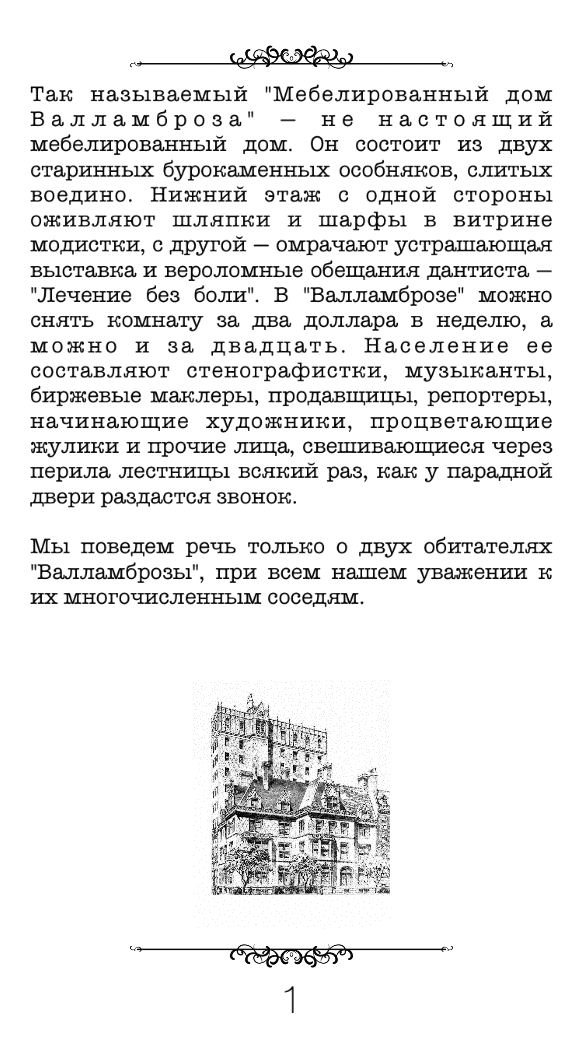 Так называемый "Мебелированный дом
Валламброза" — не настоящий
мебелированный дом. Он состоит из двух
старинных бурокаменных особняков, слитых
воедино. Нижний этаж с одной стороны
оживляют шляпки и шарфы в витрине
модистки, с другой — омрачают устрашающая
выставка и вероломные обещания дантиста —
"Лечение без боли". В "Валламброзе" можно
снять комнату за два доллара в неделю, а
можно и за двадцать. Население ее
составляют стенографистки, музыканты,
биржевые маклеры, продавщицы, репортеры,
начинающие художники, процветающие
жулики и прочие лица, свешивающиеся через
перила лестницы всякий раз, как у парадной
двери раздастся звонок.
Мы поведем речь только о двух обитателях
"Валламброзы", при всем нашем уважении к
их многочисленным соседям.
1